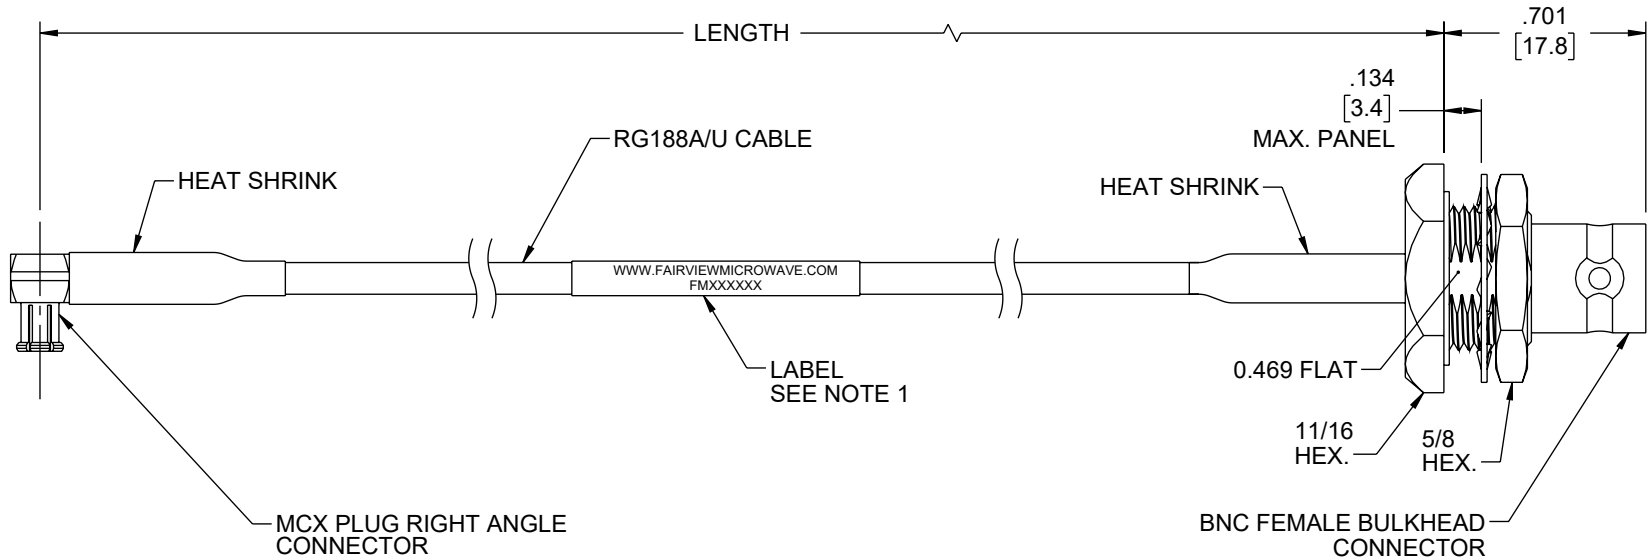 LENGTH
.701
[17.8]
.134
[3.4]
MAX. PANEL
RG188A/U CABLE
HEAT SHRINK
HEAT SHRINK
WWW.FAIRVIEWMICROWAVE.COM
FMXXXXXX
LABEL
SEE NOTE 1
0.469 FLAT
11/16
HEX.
5/8
HEX.
MCX PLUG RIGHT ANGLE
CONNECTOR
BNC FEMALE BULKHEAD
CONNECTOR